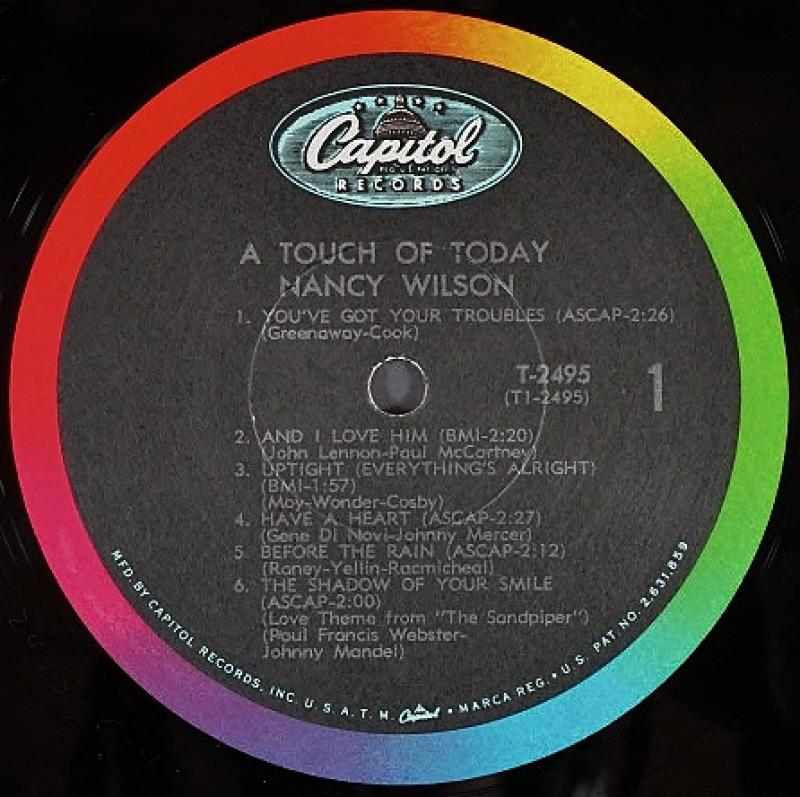 Capitol
RECORDS
A TOUCH OF TODAY
NANCY WILSON
1. YOU'VE GOT YOUR TROUBLES (ASCAP-2:26)
(Greenaway-Cook)
T-2495
(T1-2495)
1
2. AND I LOVE HIM (BMI-2:20)
(John Lennon-Paul McCartney)
3. UPTIGHT (EVERYTHING'S ALRIGHT)
(BMI-1:57)
(Moy-Wonder-Cosby)
4. HAVE A HEART (ASCAP-2:27)
(Gene Di Novi-Johnny Mercer)
5. BEFORE THE RAIN (ASCAP-2:12)
(Raney-Yellin-Racmicheal)
6. THE SHADOW OF YOUR SMILE
(ASCAP-2:00)
(Love Theme from "The Sandpiper")
(Paul Francis Webster-
Johnny Mandel)
MFD. BY CAPITOL RECORDS, INC. U.S.A. T.M. Capitol • MARCA REG. • U.S. PAT. NO. 2,631,859